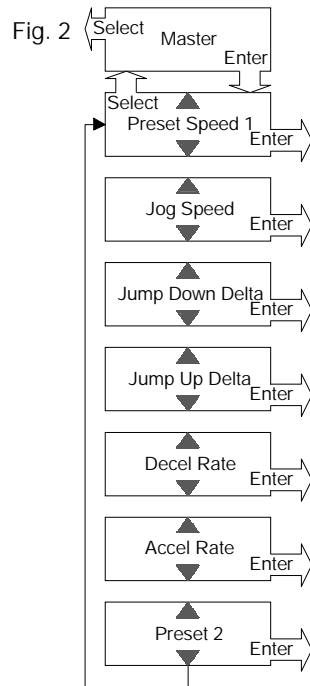 Fig. 2
Select
Master
Enter
Select
Preset Speed 1
Enter
Jog Speed
Enter
Jump Down Delta
Enter
Jump Up Delta
Enter
Decel Rate
Enter
Accel Rate
Enter
Preset 2
Enter